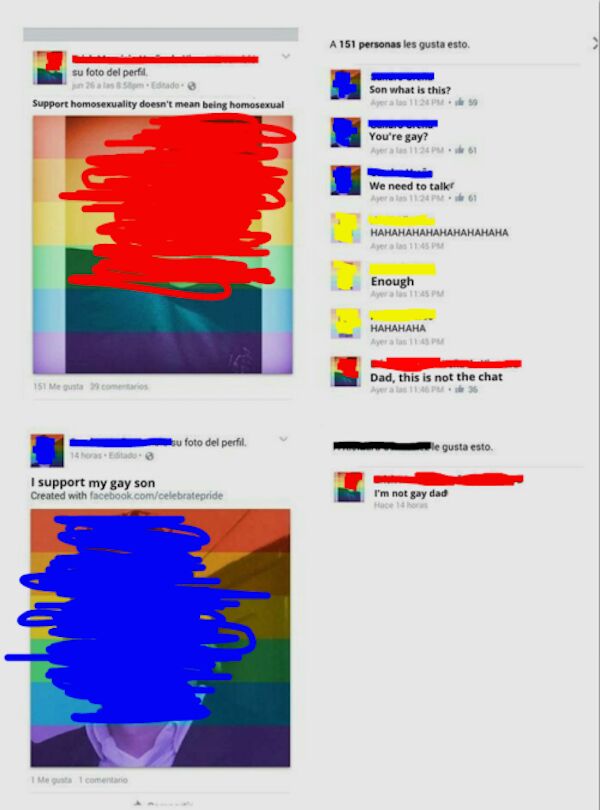 su foto del perfil.
jun 26 a las 8:58pm • Editado •
Support homosexuality doesn't mean being homosexual
151 Me gusta 39 comentarios
A 151 personas les gusta esto.
Son what is this?
Ayer a las 11:24 PM • 59
You're gay?
Ayer a las 11:24 PM • 61
We need to talk
Ayer a las 11:24 PM • 61
HAHAHAHAHAHAHAHAHAHA
Ayer a las 11:45 PM
Enough
Ayer a las 11:45 PM
HAHAHAHA
Ayer a las 11:45 PM
Dad, this is not the chat
Ayer a las 11:46 PM • 36
su foto del perfil.
14 horas • Editado •
I support my gay son
Created with facebook.com/celebratepride
1 Me gusta 1 comentario
le gusta esto.
I'm not gay dad
Hace 14 horas